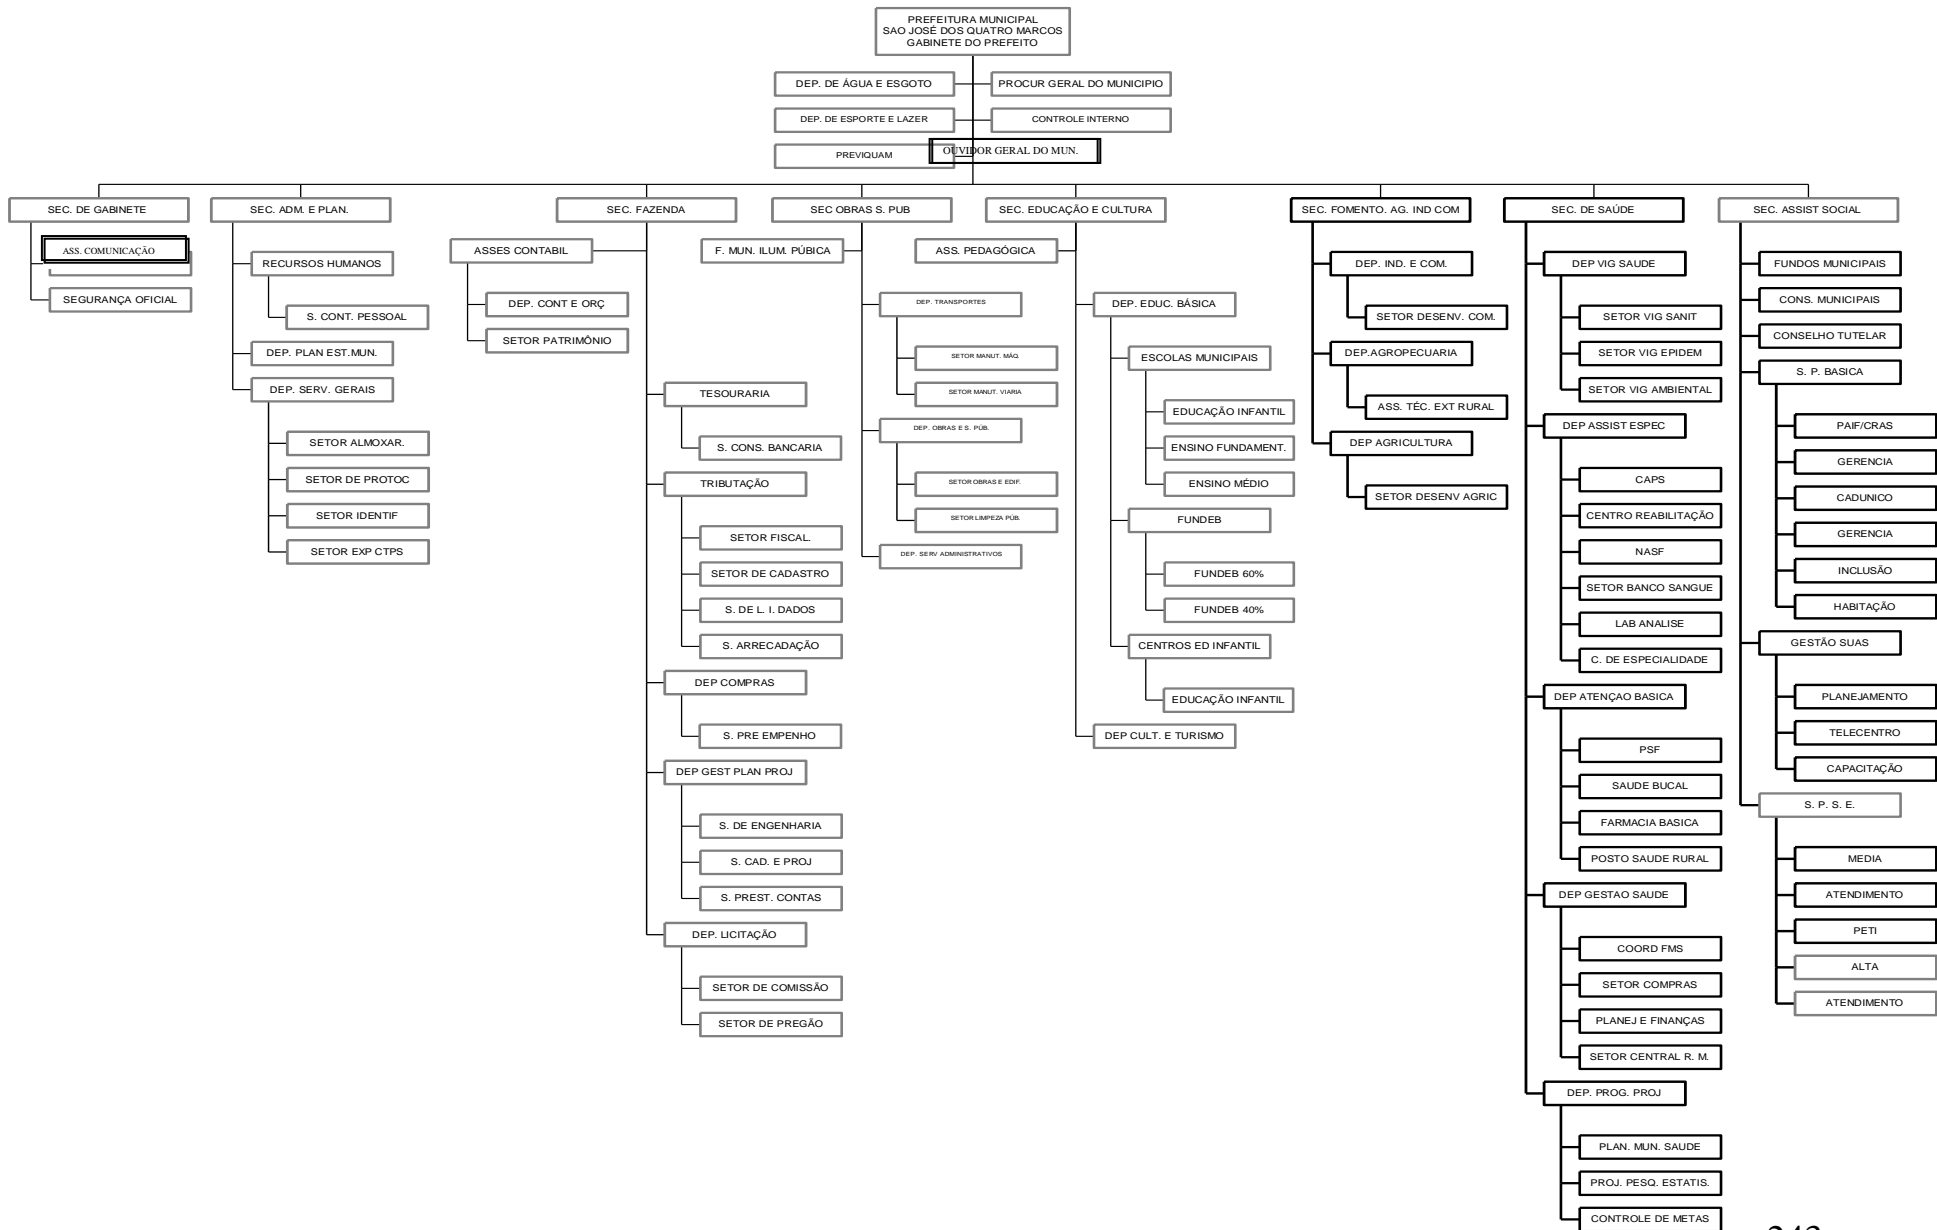 PREFEITURA MUNICIPAL
SAO JOSÉ DOS QUATRO MARCOS
GABINETE DO PREFEITO
DEP. DE ÁGUA E ESGOTO
PROCUR GERAL DO MUNICIPIO
DEP. DE ESPORTE E LAZER
CONTROLE INTERNO
PREVIQUAM
OUVIDOR GERAL DO MUN.
SEC. DE GABINETE
ASS. COMUNICAÇÃO
SEGURANÇA OFICIAL
SEC. ADM. E PLAN.
RECURSOS HUMANOS
S. CONT. PESSOAL
DEP. PLAN EST.MUN.
DEP. SERV. GERAIS
SETOR ALMOXAR.
SETOR DE PROTOC
SETOR IDENTIF
SETOR EXP CTPS
SEC. FAZENDA
ASSES CONTABIL
DEP. CONT E ORÇ
SETOR PATRIMÔNIO
TESOURARIA
S. CONS. BANCARIA
TRIBUTAÇÃO
SETOR FISCAL.
SETOR DE CADASTRO
S. DE L. I. DADOS
S. ARRECADAÇÃO
DEP COMPRAS
S. PRE EMPENHO
DEP GEST PLAN PROJ
S. DE ENGENHARIA
S. CAD. E PROJ
S. PREST. CONTAS
DEP. LICITAÇÃO
SETOR DE COMISSÃO
SETOR DE PREGÃO
SEC OBRAS S. PUB
F. MUN. ILUM. PÚBICA
DEP. TRANSPORTES
SETOR MANUT. MÁQ.
SETOR MANUT. VIARIA
DEP. OBRAS E S. PÚB.
SETOR OBRAS E EDIF.
SETOR LIMPEZA PÚB.
DEP. SERV ADMINISTRATIVOS
SEC. EDUCAÇÃO E CULTURA
ASS. PEDAGÓGICA
DEP. EDUC. BÁSICA
ESCOLAS MUNICIPAIS
EDUCAÇÃO INFANTIL
ENSINO FUNDAMENT.
ENSINO MÉDIO
FUNDEB
FUNDEB 60%
FUNDEB 40%
CENTROS ED INFANTIL
EDUCAÇÃO INFANTIL
DEP CULT. E TURISMO
SEC. FOMENTO. AG. IND COM
DEP. IND. E COM.
SETOR DESENV. COM.
DEP.AGROPECUARIA
ASS. TÉC. EXT RURAL
DEP AGRICULTURA
SETOR DESENV AGRIC
SEC. DE SAÚDE
DEP VIG SAUDE
SETOR VIG SANIT
SETOR VIG EPIDEM
SETOR VIG AMBIENTAL
DEP ASSIST ESPEC
CAPS
CENTRO REABILITAÇÃO
NASF
SETOR BANCO SANGUE
LAB ANALISE
C. DE ESPECIALIDADE
DEP ATENÇAO BASICA
PSF
SAUDE BUCAL
FARMACIA BASICA
POSTO SAUDE RURAL
DEP GESTAO SAUDE
COORD FMS
SETOR COMPRAS
PLANEJ E FINANÇAS
SETOR CENTRAL R. M.
DEP. PROG. PROJ
PLAN. MUN. SAUDE
PROJ. PESQ. ESTATIS.
CONTROLE DE METAS
SEC. ASSIST SOCIAL
FUNDOS MUNICIPAIS
CONS. MUNICIPAIS
CONSELHO TUTELAR
S. P. BASICA
PAIF/CRAS
GERENCIA
CADUNICO
GERENCIA
INCLUSÃO
HABITAÇÃO
GESTÃO SUAS
PLANEJAMENTO
TELECENTRO
CAPACITAÇÃO
S. P. S. E.
MEDIA
ATENDIMENTO
PETI
ALTA
ATENDIMENTO